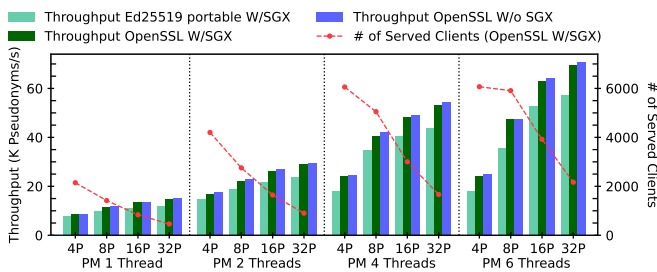 Throughput Ed25519 portable W/SGX
Throughput OpenSSL W/SGX
Throughput OpenSSL W/o SGX
# of Served Clients (OpenSSL W/SGX)
Throughput (K Pseudonyms/s)
60
40
20
0
6000
4000
2000
0
# of Served Clients
4P 8P 16P 32P 4P 8P 16P 32P 4P 8P 16P 32P 4P 8P 16P 32P
PM 1 Thread PM 2 Threads PM 4 Threads PM 6 Threads